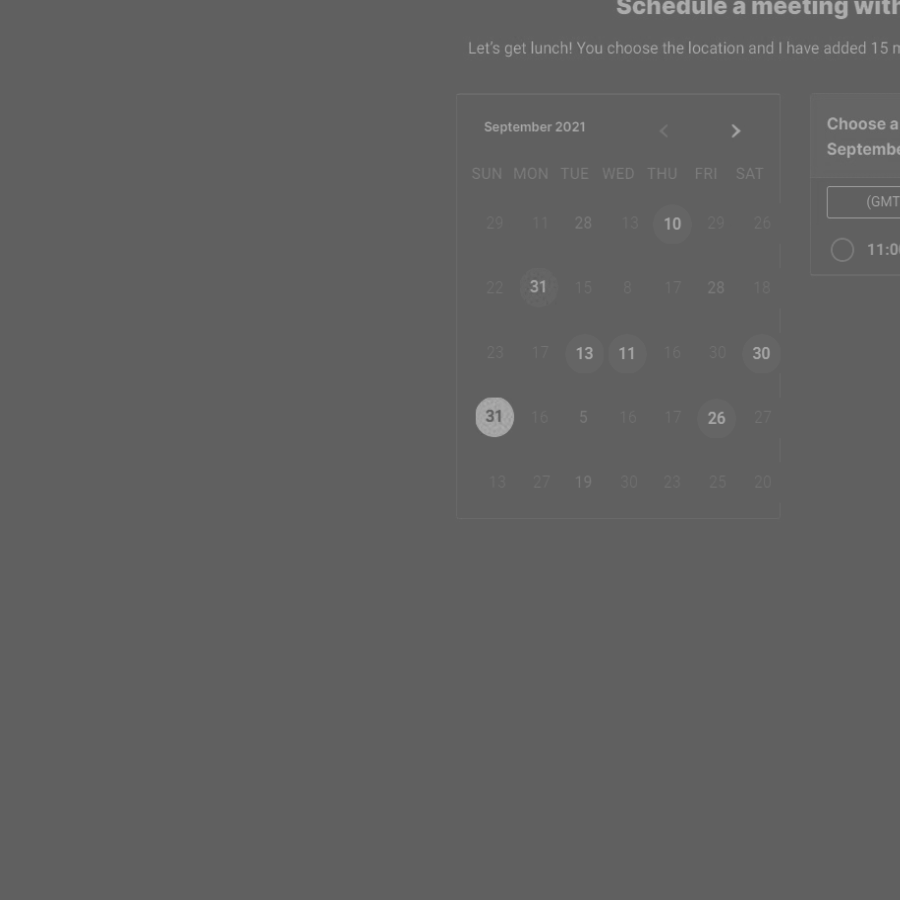 Schedule a meeting with
Let's get lunch! You choose the location and I have added 15 m
September 2021
SUN MON TUE WED THU FRI SAT
29 11 28 13 10 29 26
22 31 15 8 17 28 18
23 17 13 11 16 30 30
31 16 5 16 17 26 27
13 27 19 30 23 25 20
Choose a
Septembe
(GMT
11:0